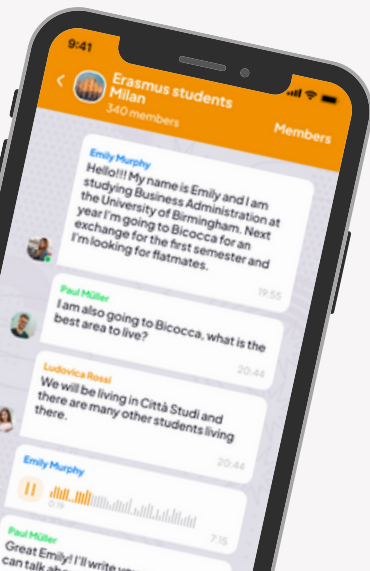 9:41
Erasmus students
Milan
340 members
Members
Emily Murphy
Hello!!! My name is Emily and I am
studying Business Administration at
the University of Birmingham. Next
year I'm going to Bicocca for an
exchange for the first semester and
I'm looking for flatmates.
19:55
Paul Müller
I am also going to Bicocca, what is the
best area to live?
20:44
Ludovica Rossi
We will be living in Città Studi and
there are many other students living
there.
20:44
Emily Murphy
0:19
7:15
Paul Müller
Great Emily! I'll write you
can talk